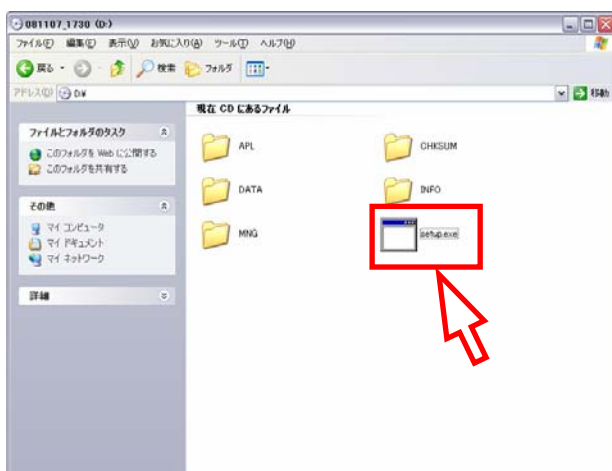 081107_1730 (D:)
ファイル(F) 編集(E) 表示(V) お気に入り(A) ツール(T) ヘルプ(H)
戻る 検索 フォルダ
アドレス(D) D:¥ 移動
現在 CD にあるファイル
ファイルとフォルダのタスク
このフォルダを Web に公開する
このフォルダを共有する
その他
マイ コンピュータ
マイ ドキュメント
マイ ネットワーク
詳細
APL
CHKSUM
DATA
INFO
MNG
setup.exe